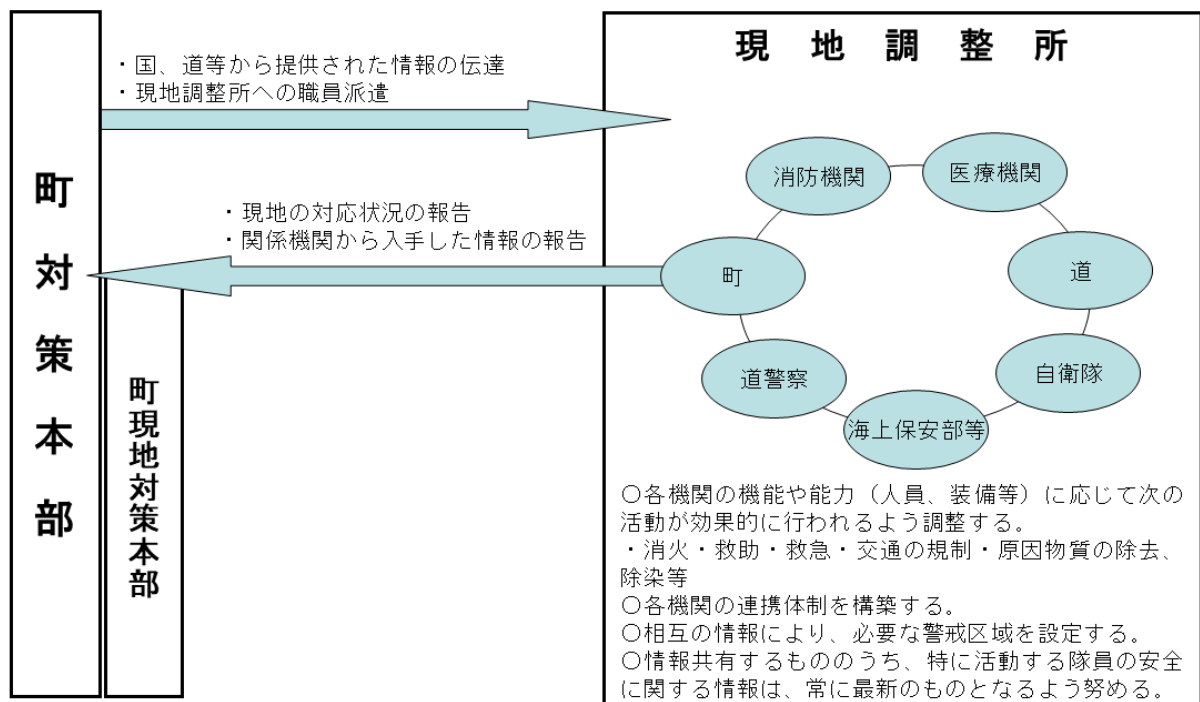 町対策本部
町現地対策本部
・国、道等から提供された情報の伝達
・現地調整所への職員派遣
・現地の対応状況の報告
・関係機関から入手した情報の報告
現地調整所
消防機関
医療機関
町
道
道警察
自衛隊
海上保安部等
○各機関の機能や能力（人員、装備等）に応じて次の
活動が効果的に行われるよう調整する。
・消火・救助・救急・交通の規制・原因物質の除去、
除染等
○各機関の連携体制を構築する。
○相互の情報により、必要な警戒区域を設定する。
○情報共有するもののうち、特に活動する隊員の安全
に関する情報は、常に最新のものとなるよう努める。